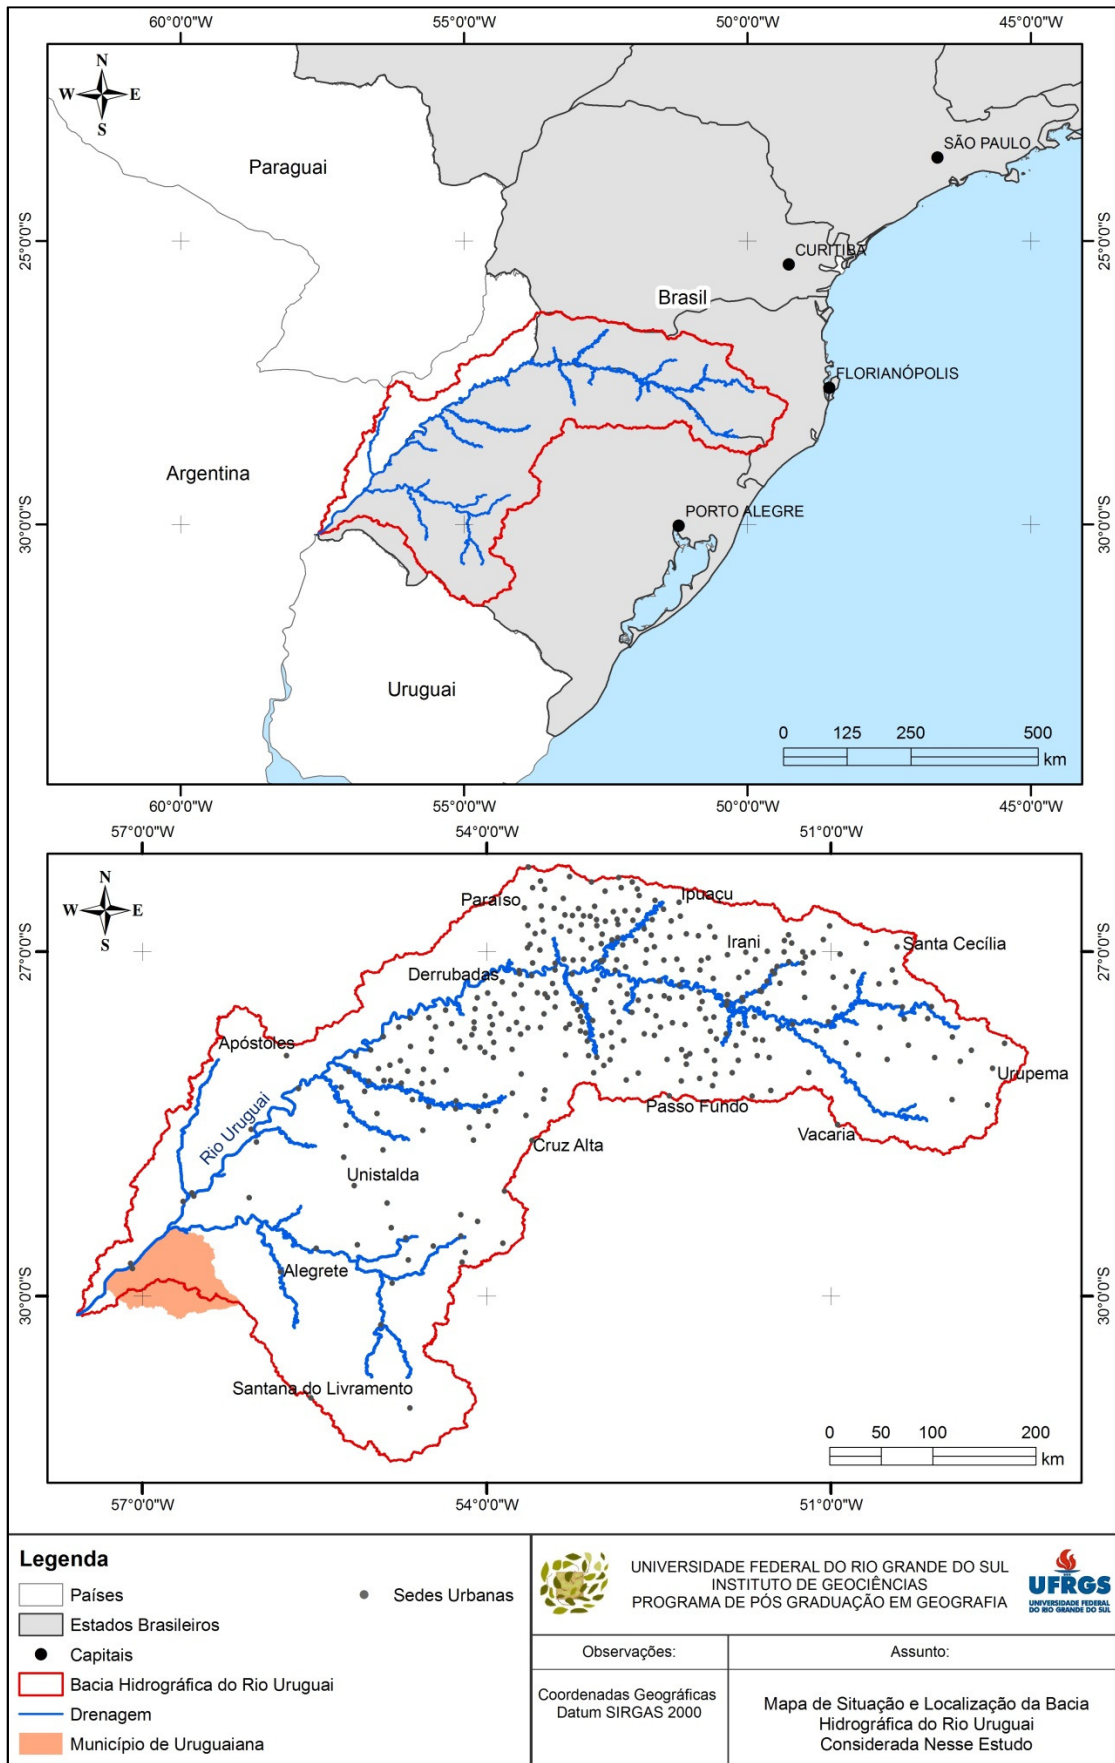 60°0'0"W 55°0'0"W 50°0'0"W 45°0'0"W
N
W E
S
SÃO PAULO
Paraguai
25°0'0"S 25°0'0"S
CURITIBA
Brasil
FLORIANÓPOLIS
Argentina
PORTO ALEGRE
30°0'0"S 30°0'0"S
Uruguai
0 125 250 500
km
60°0'0"W 55°0'0"W 50°0'0"W 45°0'0"W
57°0'0"W 54°0'0"W 51°0'0"W
N
W E
S
Paraíso Ipuaçu
Irani Santa Cecília
27°0'0"S 27°0'0"S
Derrubadas
Apóstoles
Urupema
Rio Uruguai
Passo Fundo
Vacaria
Cruz Alta
Unistalda
Alegrete
30°0'0"S 30°0'0"S
Santana do Livramento
0 50 100 200
km
57°0'0"W 54°0'0"W 51°0'0"W
Legenda
Países
Sedes Urbanas
Estados Brasileiros
Capitais
Bacia Hidrográfica do Rio Uruguai
Drenagem
Município de Uruguaiana
UNIVERSIDADE FEDERAL DO RIO GRANDE DO SUL
INSTITUTO DE GEOCIÊNCIAS
PROGRAMA DE PÓS GRADUAÇÃO EM GEOGRAFIA
UFRGS
UNIVERSIDADE FEDERAL
DO RIO GRANDE DO SUL
Observações:
Coordenadas Geográficas
Datum SIRGAS 2000
Assunto:
Mapa de Situação e Localização da Bacia
Hidrográfica do Rio Uruguai
Considerada Nesse Estudo